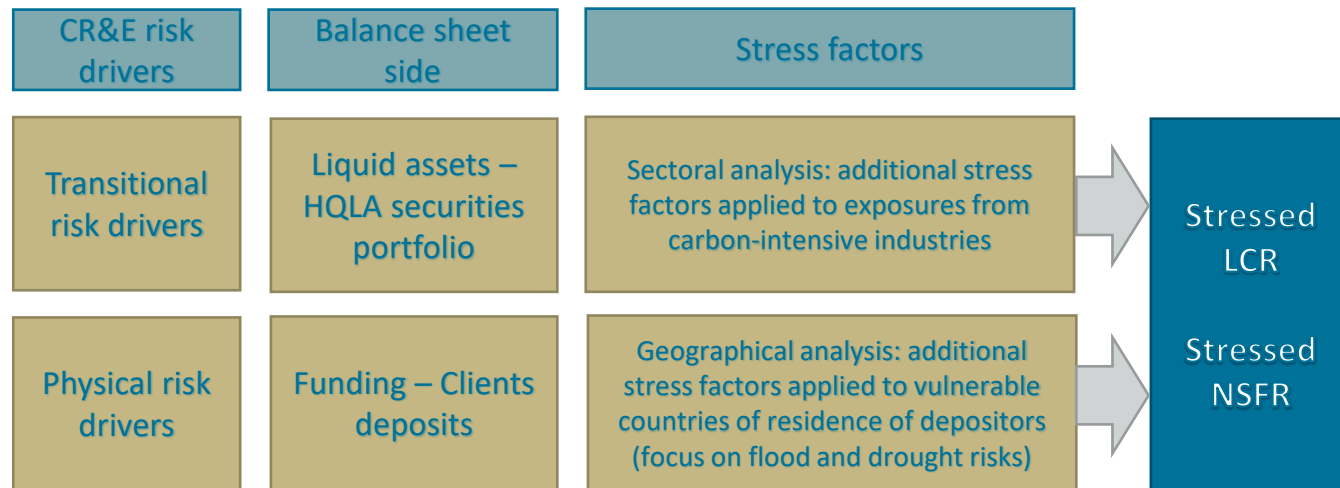 CR&E risk
drivers
Balance sheet
side
Stress factors
Transitional
risk drivers
Liquid assets –
HQLA securities
portfolio
Sectoral analysis: additional stress
factors applied to exposures from
carbon-intensive industries
Physical risk
drivers
Funding – Clients
deposits
Geographical analysis: additional
stress factors applied to vulnerable
countries of residence of depositors
(focus on flood and drought risks)
Stressed
LCR
Stressed
NSFR